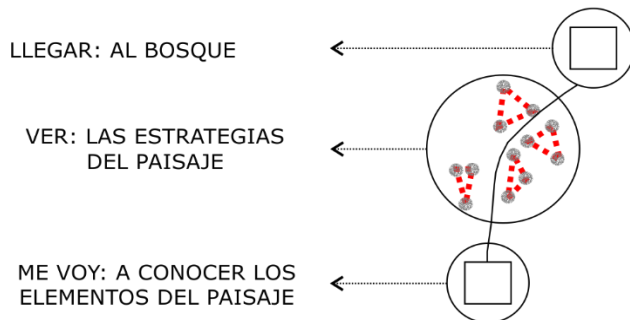 LLEGAR: AL BOSQUE
VER: LAS ESTRATEGIAS
DEL PAISAJE
ME VOY: A CONOCER LOS
ELEMENTOS DEL PAISAJE